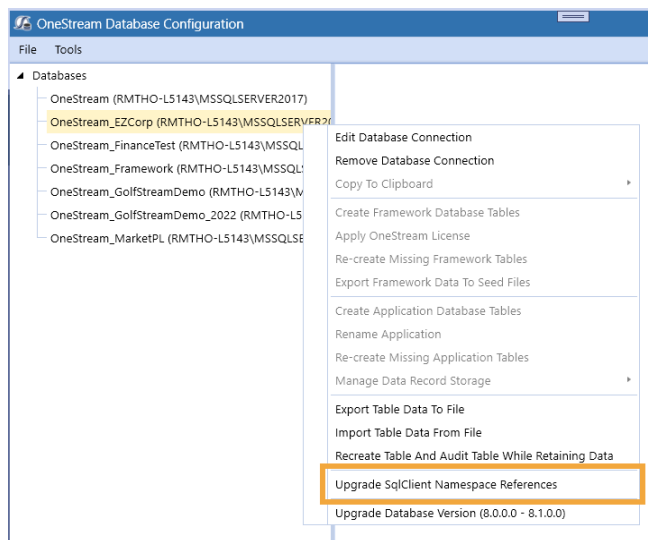 OneStream Database Configuration
File Tools
Databases
OneStream (RMTHO-L5143\MSSQLSERVER2017)
OneStream_EZCorp (RMTHO-L5143\MSSQLSERVER20
OneStream_FinanceTest (RMTHO-L5143\MSSQL
OneStream_Framework (RMTHO-L5143\MSSQL
OneStream_GolfStreamDemo (RMTHO-L5143\M
OneStream_GolfStreamDemo_2022 (RMTHO-L5
OneStream_MarketPL (RMTHO-L5143\MSSQLSE
Edit Database Connection
Remove Database Connection
Copy To Clipboard
Create Framework Database Tables
Apply OneStream License
Re-create Missing Framework Tables
Export Framework Data To Seed Files
Create Application Database Tables
Rename Application
Re-create Missing Application Tables
Manage Data Record Storage
Export Table Data To File
Import Table Data From File
Recreate Table And Audit Table While Retaining Data
Upgrade SqlClient Namespace References
Upgrade Database Version (8.0.0.0 - 8.1.0.0)